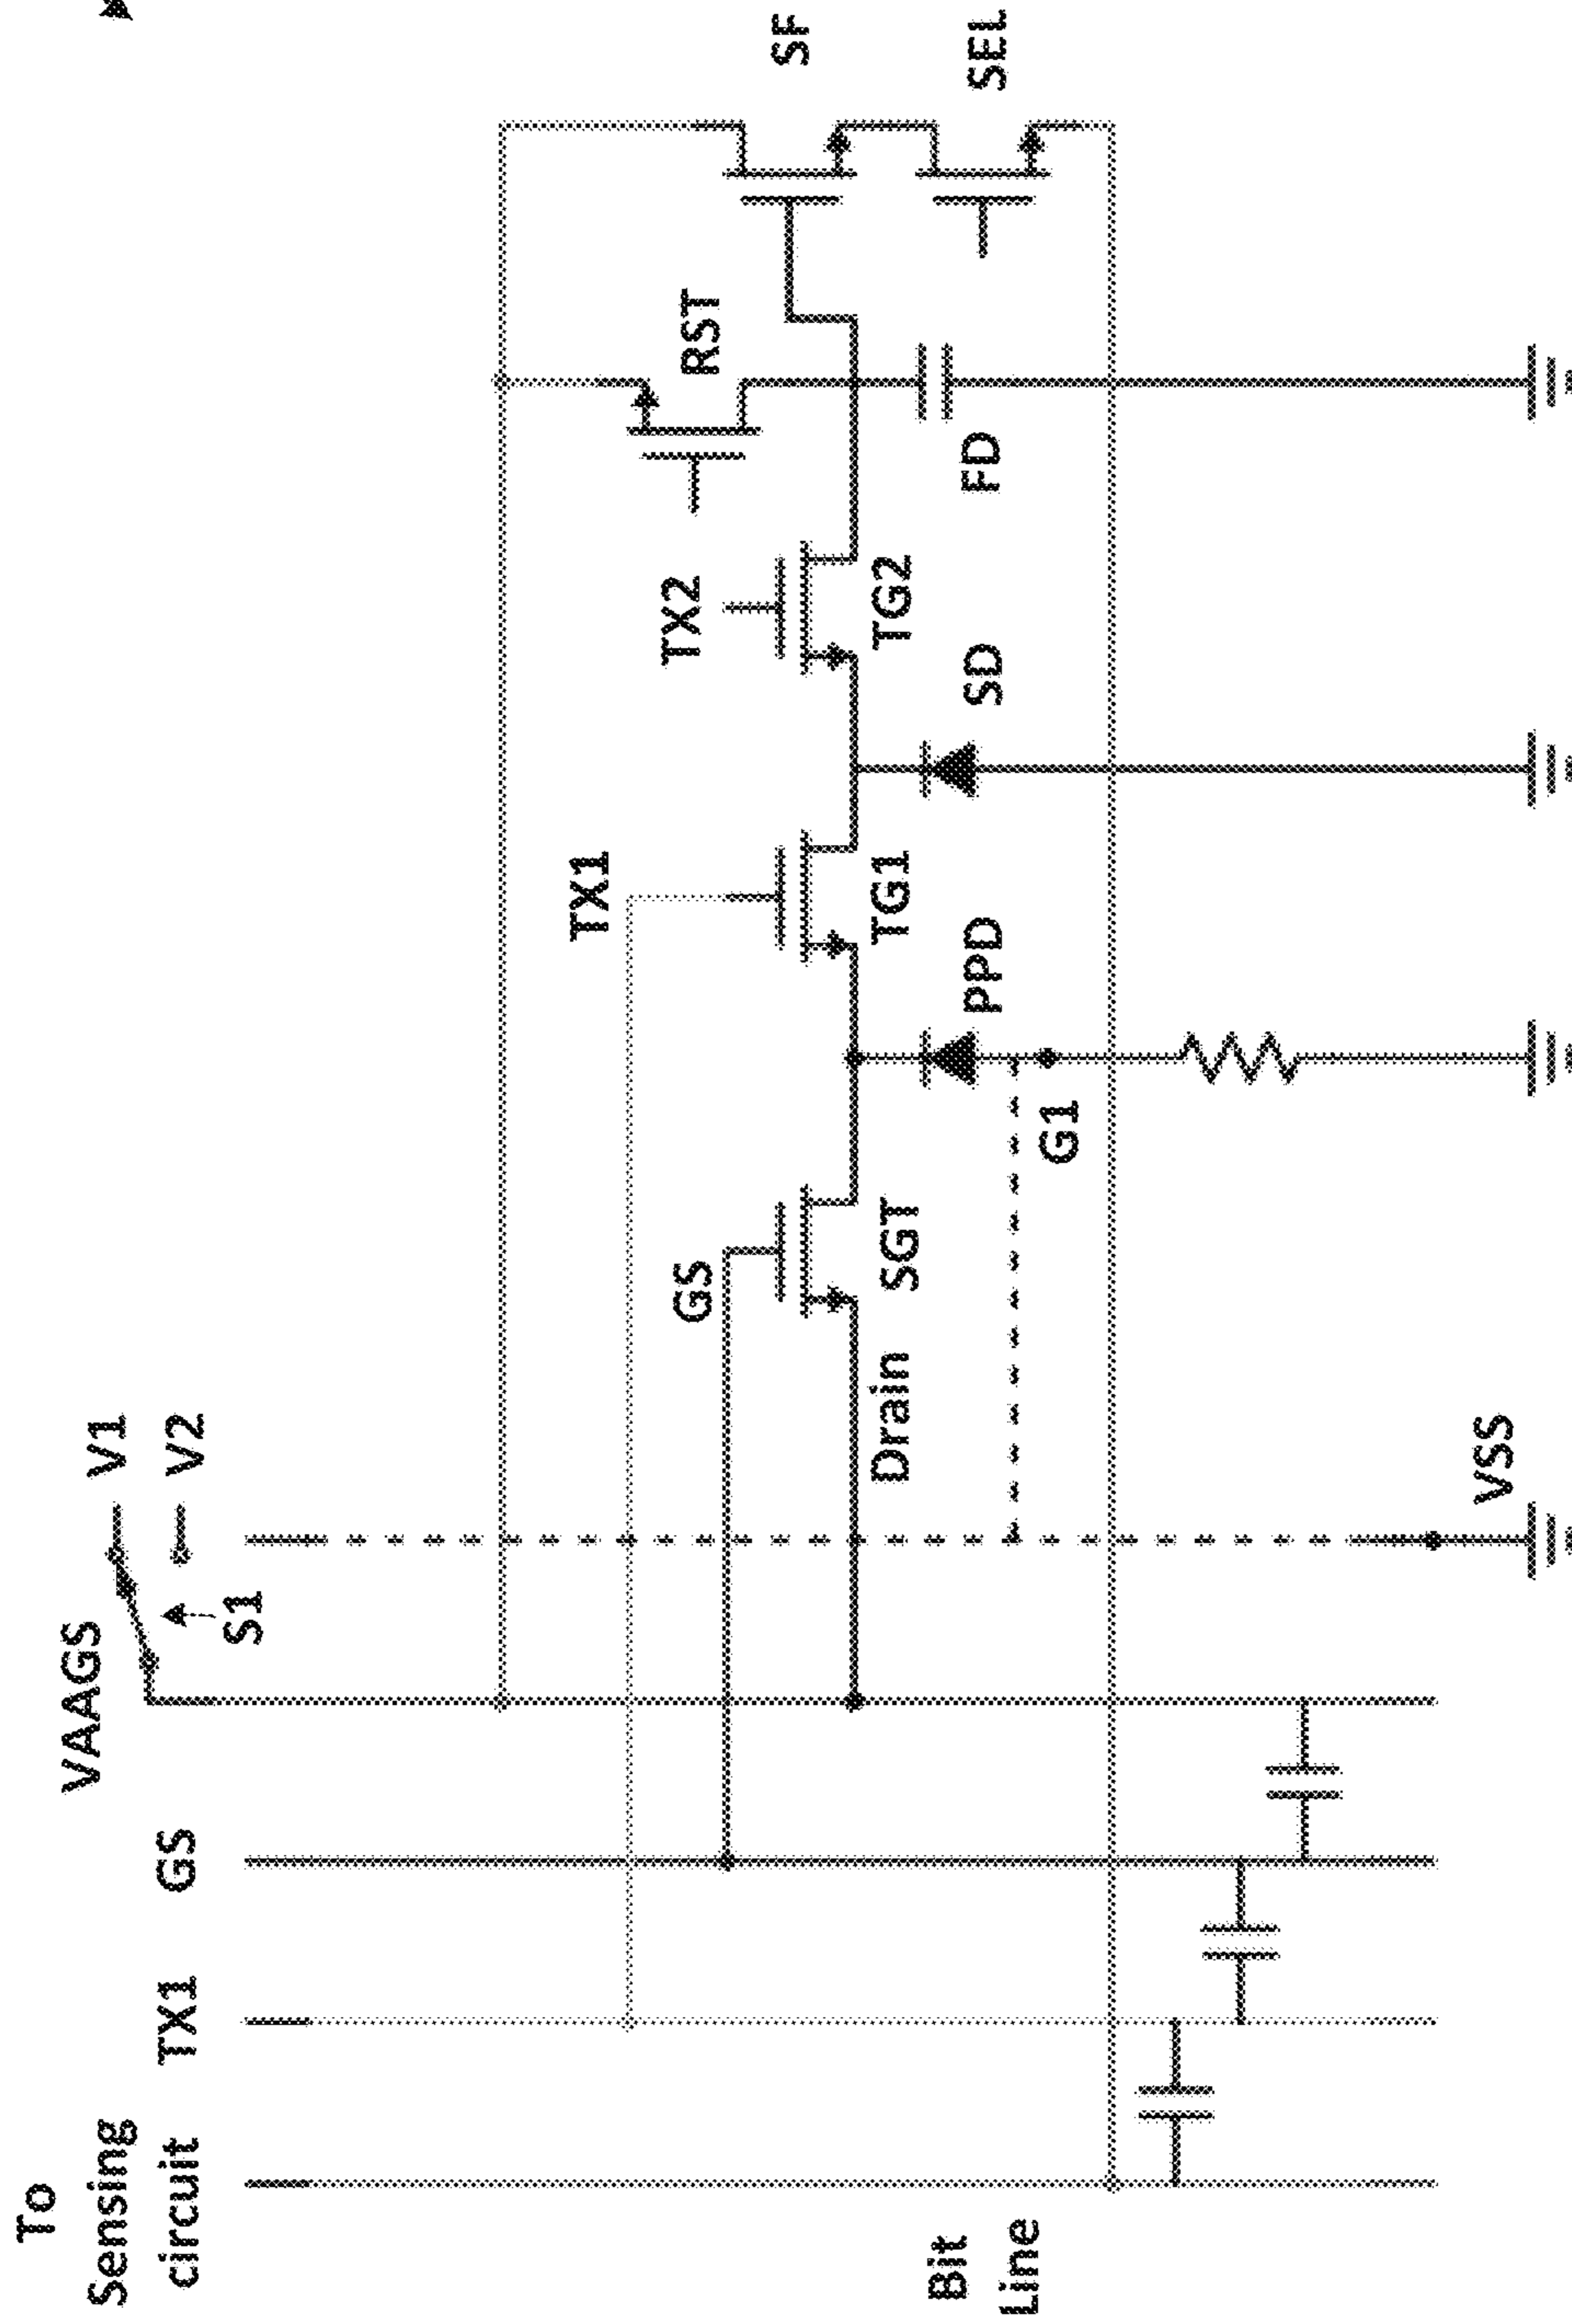 To
Sensing
circuit
TX1
GS
VAAGS
S1
V1
V2
GS
TX1
TX2
RST
SF
SEL
Drain
SGT
TG1
TG2
PPD
SD
FD
G1
Bit
Line
VSS